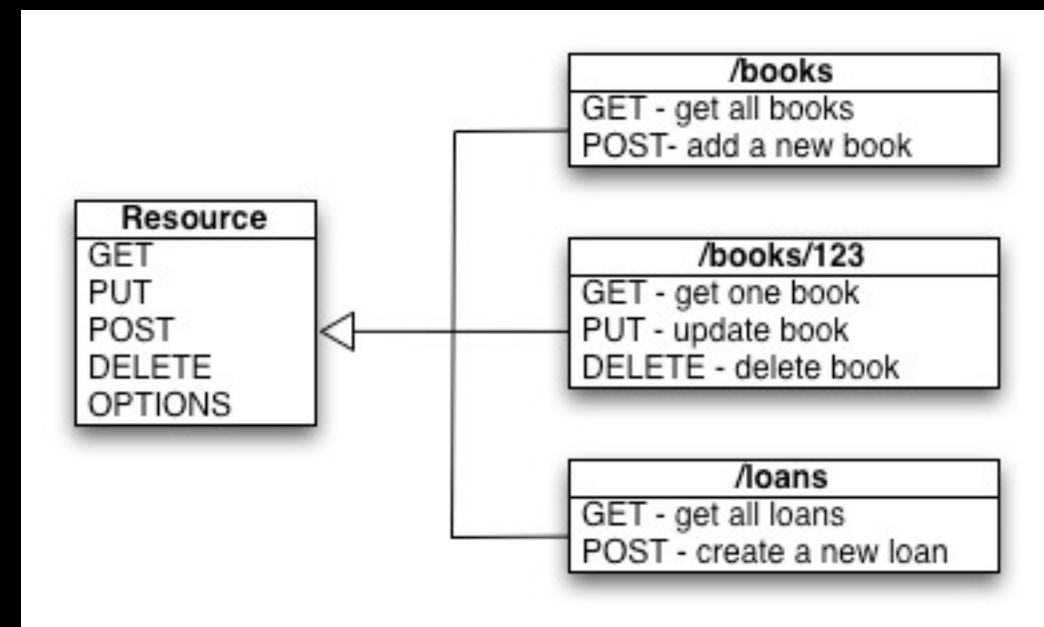 Resource
GET
PUT
POST
DELETE
OPTIONS
/books
GET - get all books
POST- add a new book
/books/123
GET - get one book
PUT - update book
DELETE - delete book
/loans
GET - get all loans
POST - create a new loan